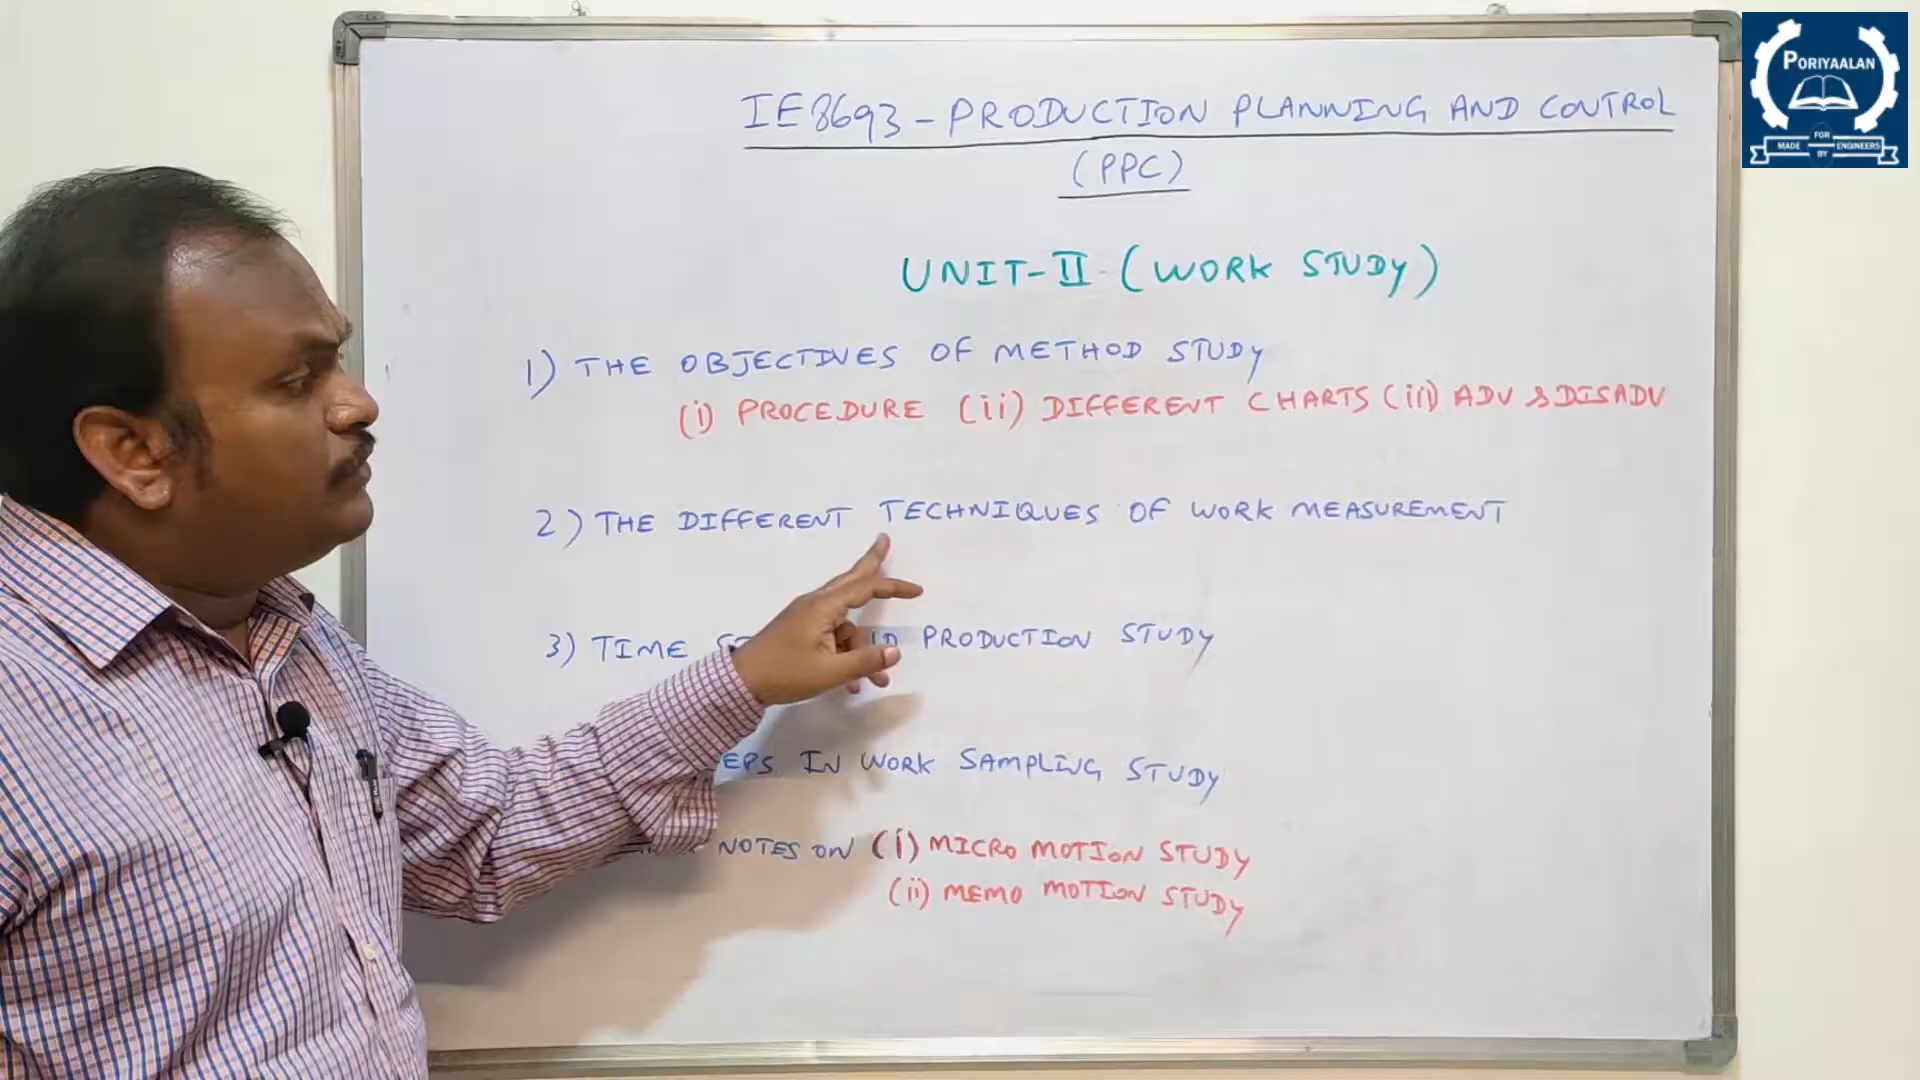 IE8693 - PRODUCTION PLANNING AND CONTROL
(PPC)
UNIT-II - (WORK STUDY)
1) THE OBJECTIVES OF METHOD STUDY
(i) PROCEDURE (ii) DIFFERENT CHARTS (iii) ADV & DISADV
2) THE DIFFERENT TECHNIQUES OF WORK MEASUREMENT
3) TIME PRODUCTION STUDY
IN WORK SAMPLING STUDY
NOTES ON (i) MICRO MOTION STUDY
(ii) MEMO MOTION STUDY
PORIYAALAN
FOR
MADE ENGINEERS
BY